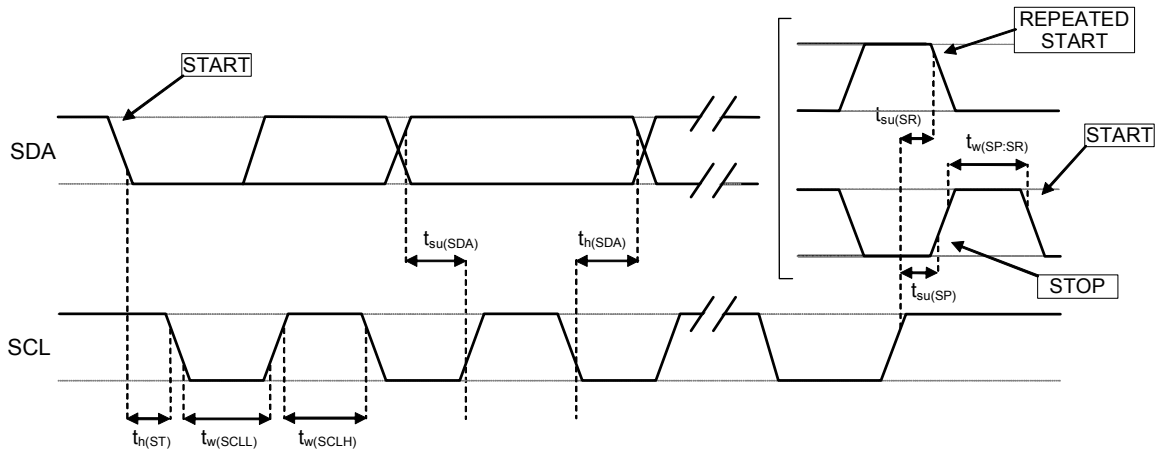 REPEATED
START
START
t_su(SR)
t_w(SP:SR)
START
SDA
t_su(SDA)
t_h(SDA)
STOP
t_su(SP)
SCL
t_h(ST)
t_w(SCLL)
t_w(SCLH)